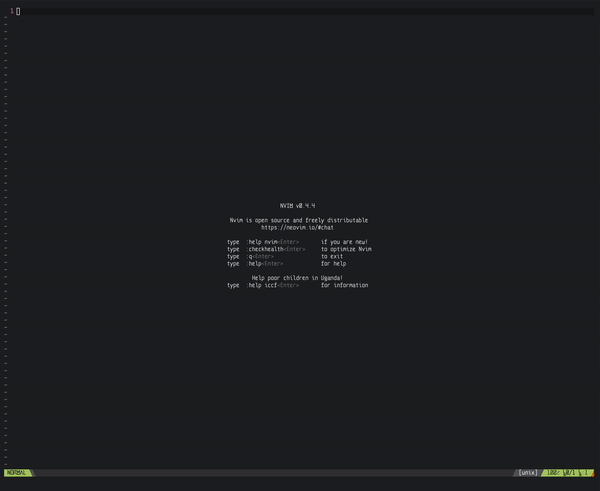 1
NVIM v0.4.4
Nvim is open source and freely distributable
https://neovim.io/#chat
type :help nvim<Enter> if you are new!
type :checkhealth<Enter> to optimize Nvim
type :q<Enter> to exit
type :help<Enter> for help
Help poor children in Uganda!
type :help iccf<Enter> for information
NORMAL [unix] 100% 0/1 1